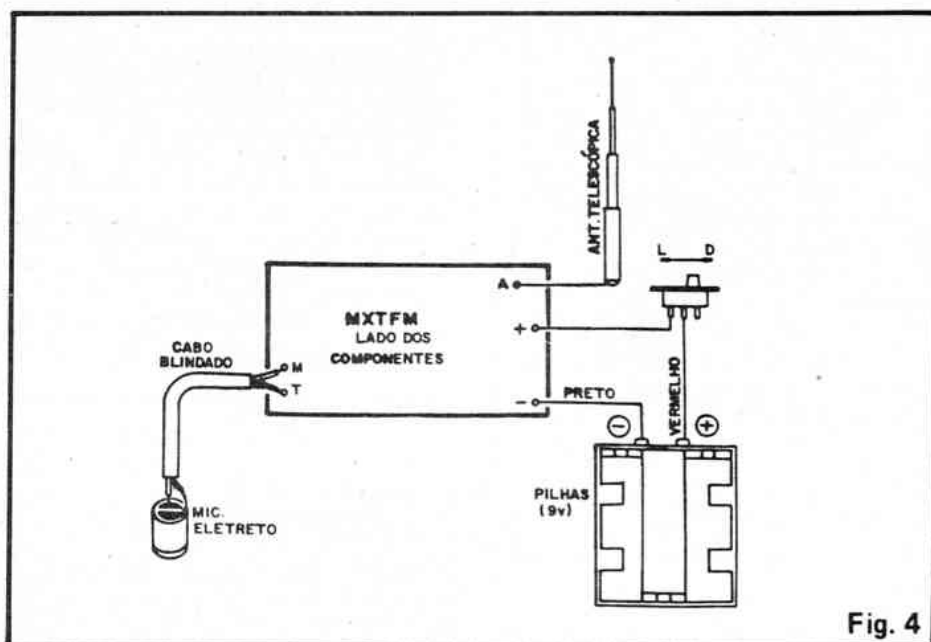 ANT. TELESCÓPICA
L D
A
MXTFM
LADO DOS
COMPONENTES
+
CABO
BLINDADO
M
T
-
PRETO
VERMELHO
- +
MIC.
ELETRETO
PILHAS
(9v)
Fig. 4